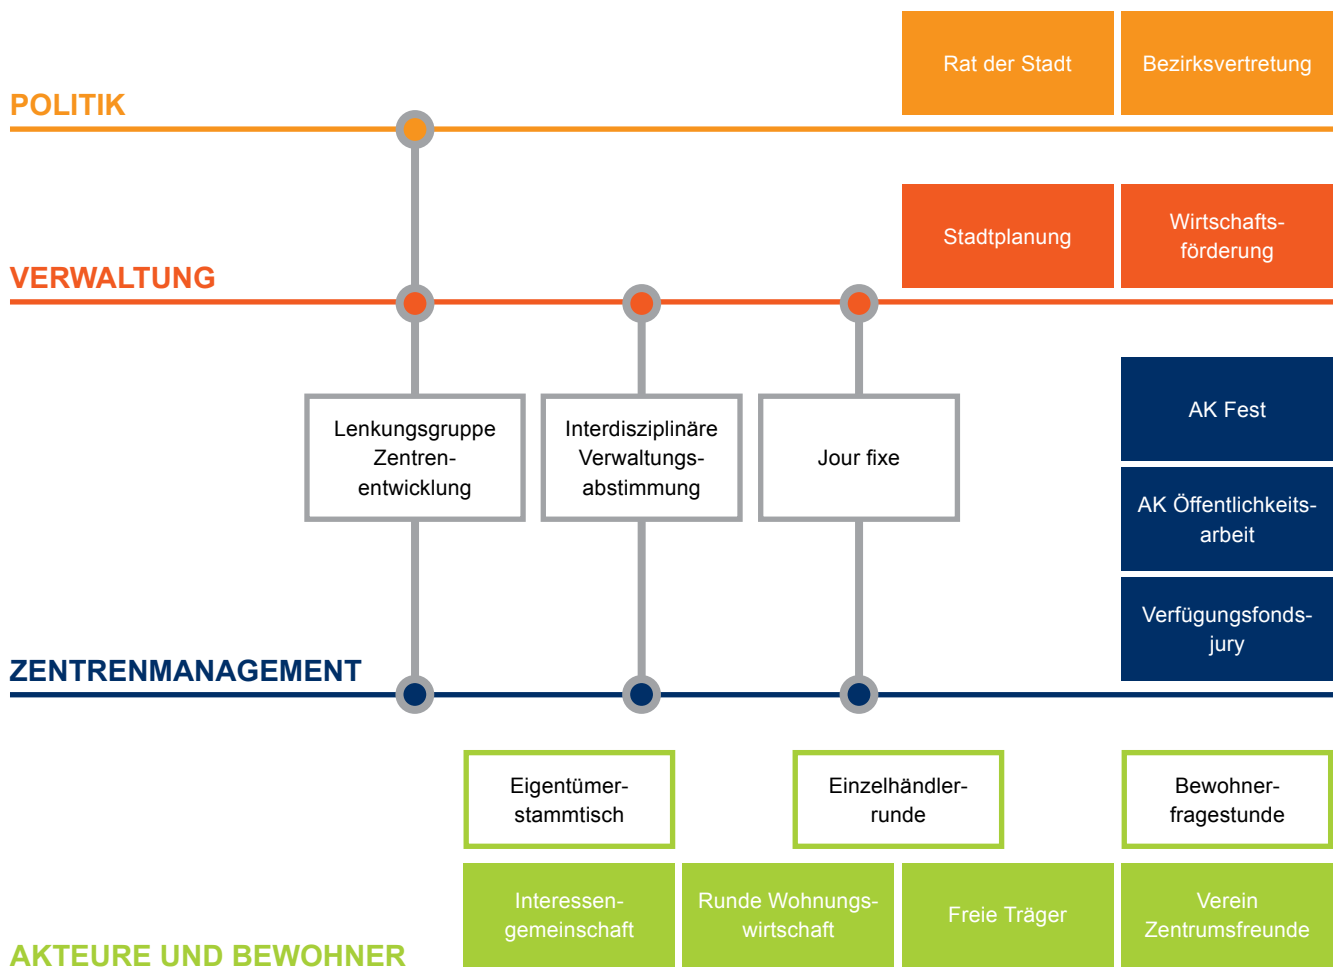 Rat der Stadt
Bezirksvertretung
POLITIK
Stadtplanung
Wirtschafts-
förderung
VERWALTUNG
Lenkungsgruppe
Zentren-
entwicklung
Interdisziplinäre
Verwaltungs-
abstimmung
Jour fixe
AK Fest
AK Öffentlichkeits-
arbeit
Verfügungsfonds-
jury
ZENTRENMANAGEMENT
Eigentümer-
stammtisch
Einzelhändler-
runde
Bewohner-
fragestunde
Interessen-
gemeinschaft
Runde Wohnungs-
wirtschaft
Freie Träger
Verein
Zentrumsfreunde
AKTEURE UND BEWOHNER